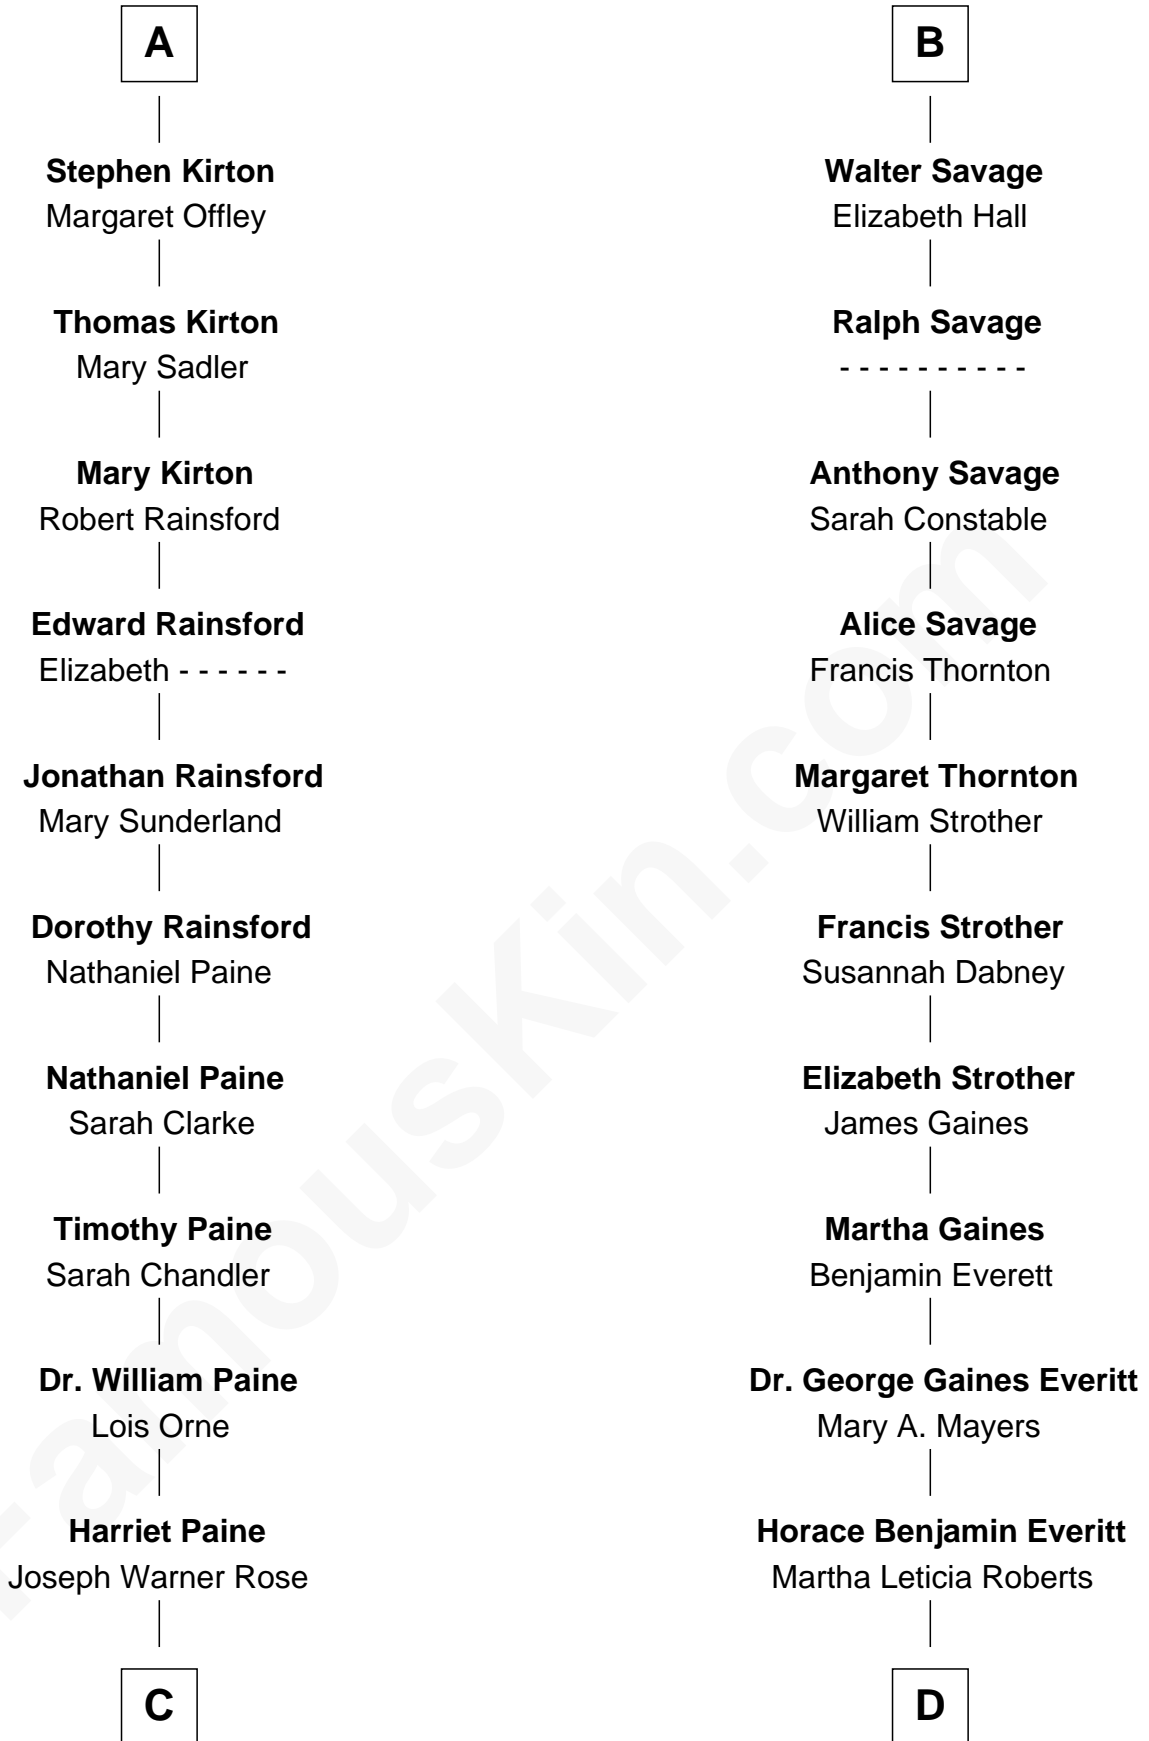 A
Stephen Kirton
Margaret Offley
Thomas Kirton
Mary Sadler
Mary Kirton
Robert Rainsford
Edward Rainsford
Elizabeth - - - - - -
Jonathan Rainsford
Mary Sunderland
Dorothy Rainsford
Nathaniel Paine
Nathaniel Paine
Sarah Clarke
Timothy Paine
Sarah Chandler
Dr. William Paine
Lois Orne
Harriet Paine
Joseph Warner Rose
C
B
Walter Savage
Elizabeth Hall
Ralph Savage
- - - - - - - - - -
Anthony Savage
Sarah Constable
Alice Savage
Francis Thornton
Margaret Thornton
William Strother
Francis Strother
Susannah Dabney
Elizabeth Strother
James Gaines
Martha Gaines
Benjamin Everett
Dr. George Gaines Everitt
Mary A. Mayers
Horace Benjamin Everitt
Martha Leticia Roberts
D
FamousKin.com